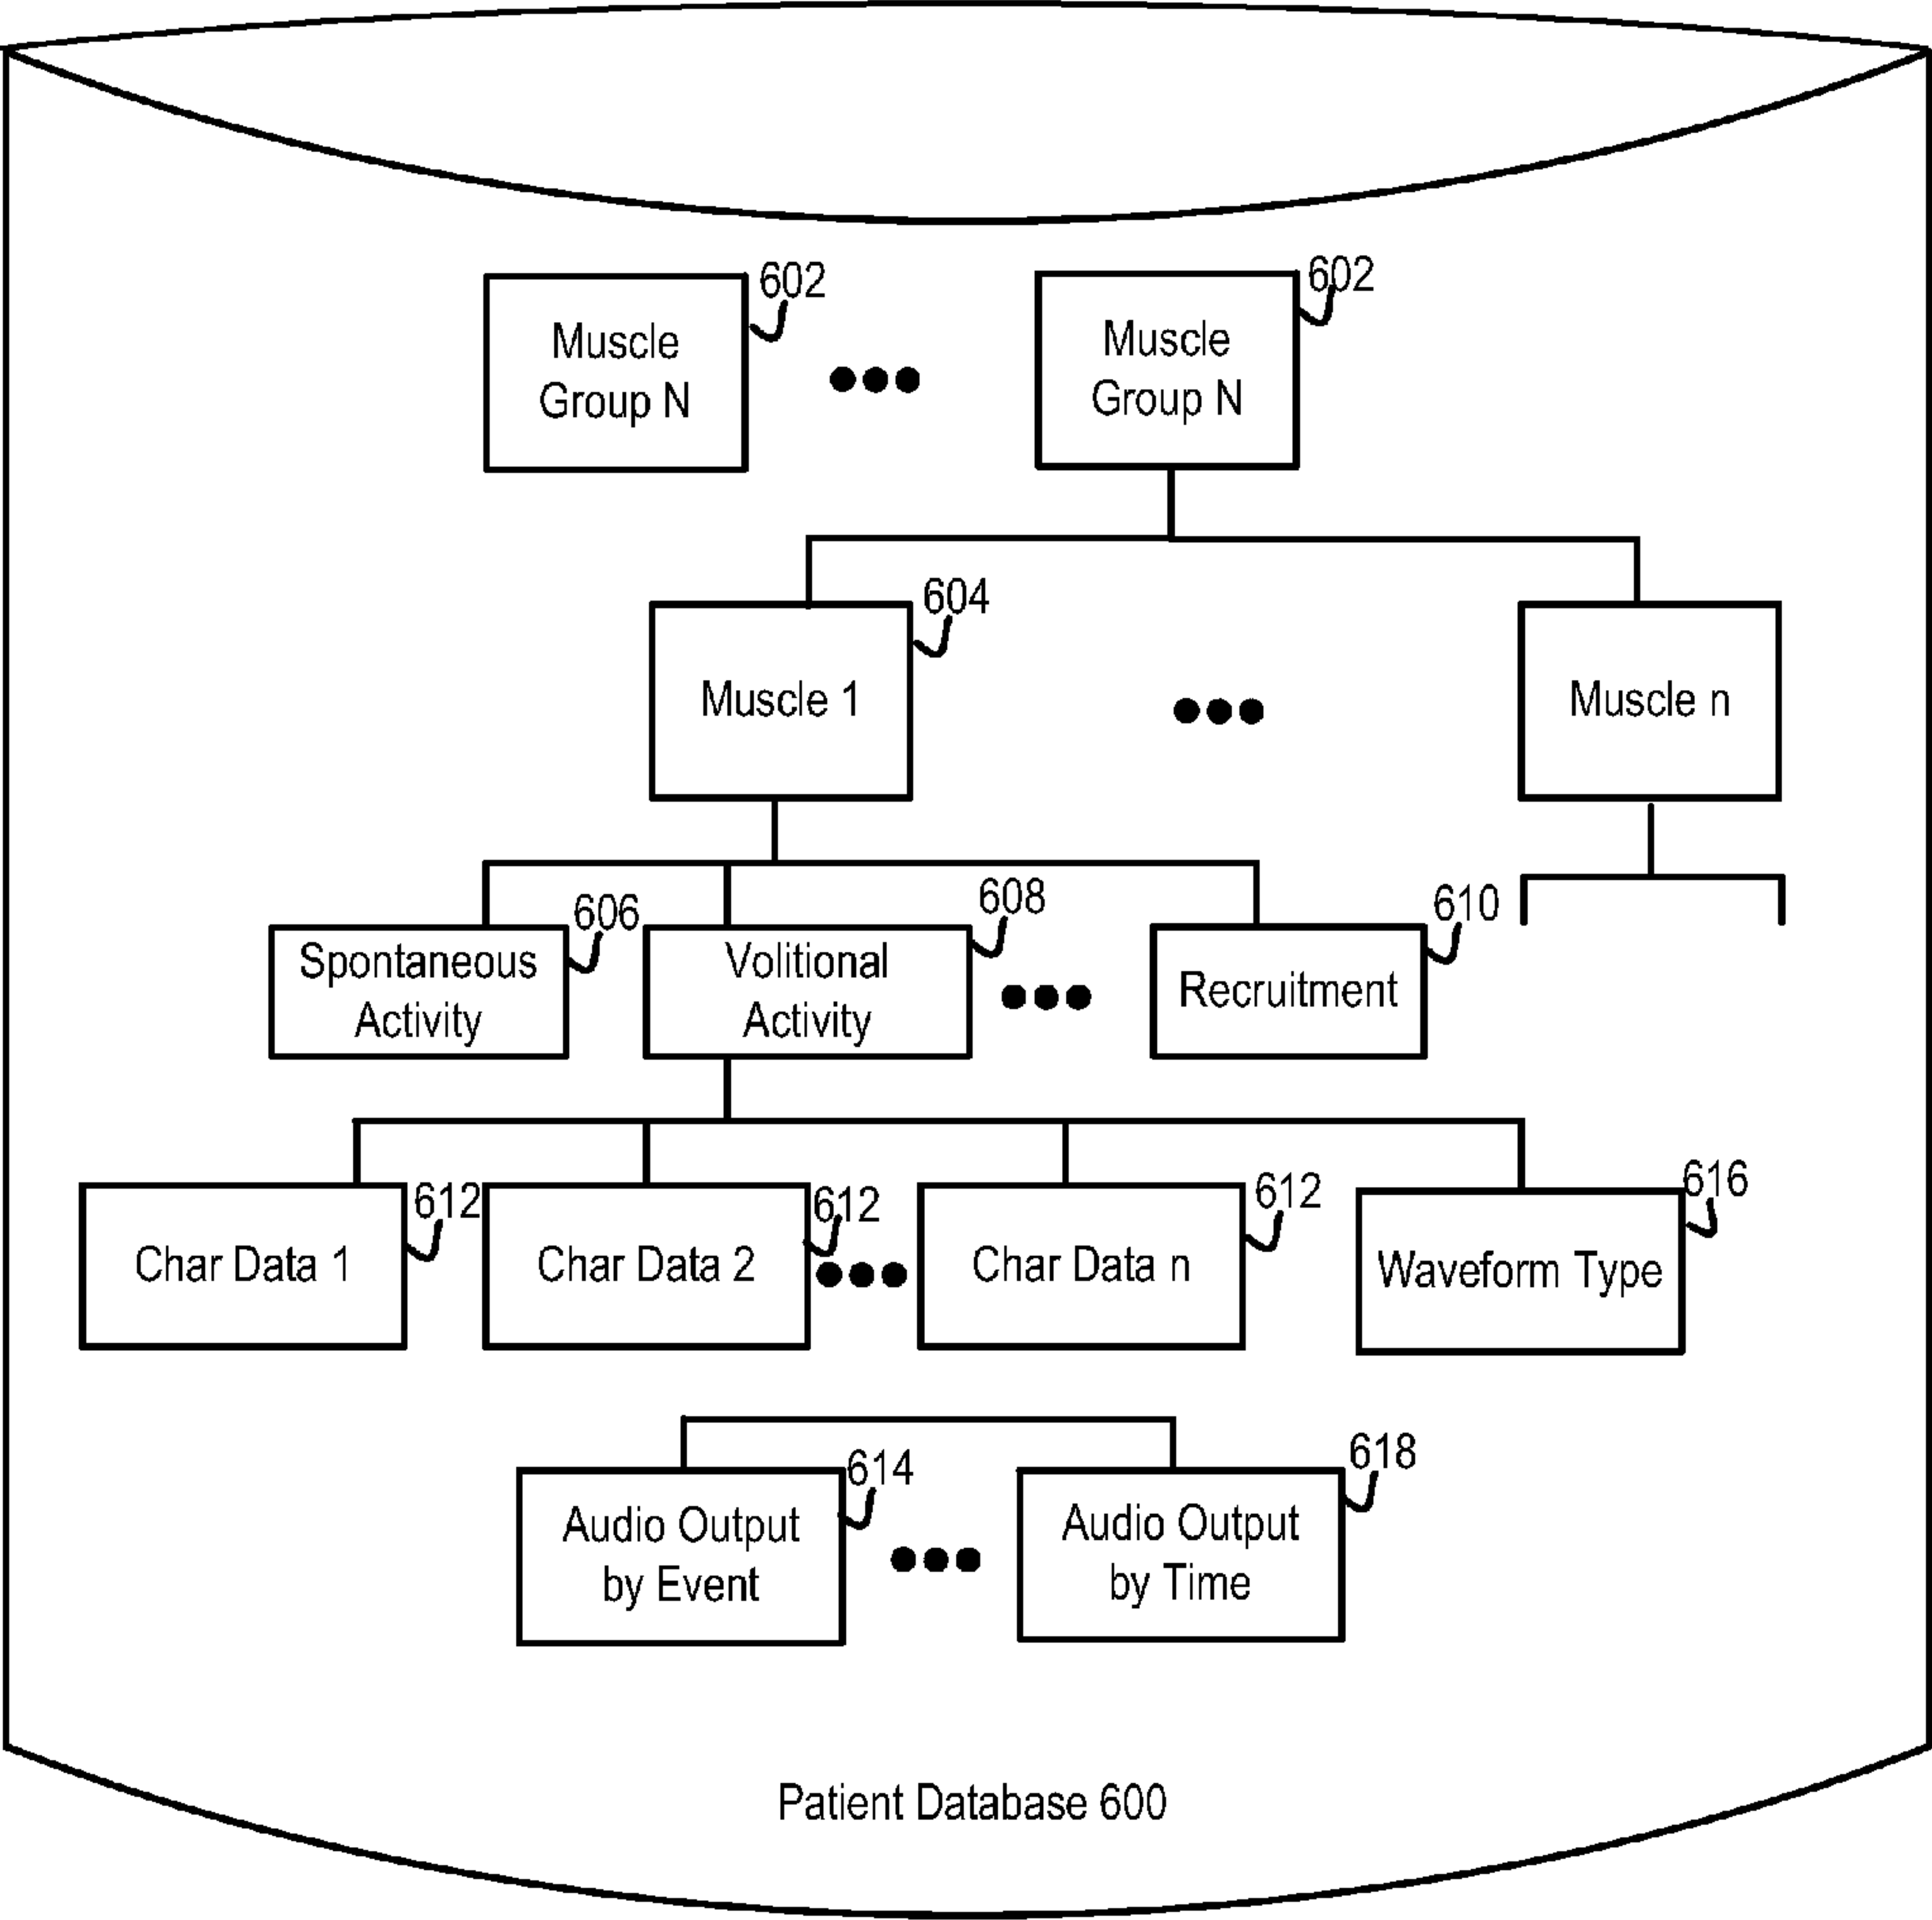 602
602
Muscle
Group N
Muscle
Group N
604
Muscle 1
Muscle n
606
608
610
Spontaneous
Activity
Volitional
Activity
Recruitment
612
612
612
616
Char Data 1
Char Data 2
Char Data n
Waveform Type
614
618
Audio Output
by Event
Audio Output
by Time
Patient Database 600